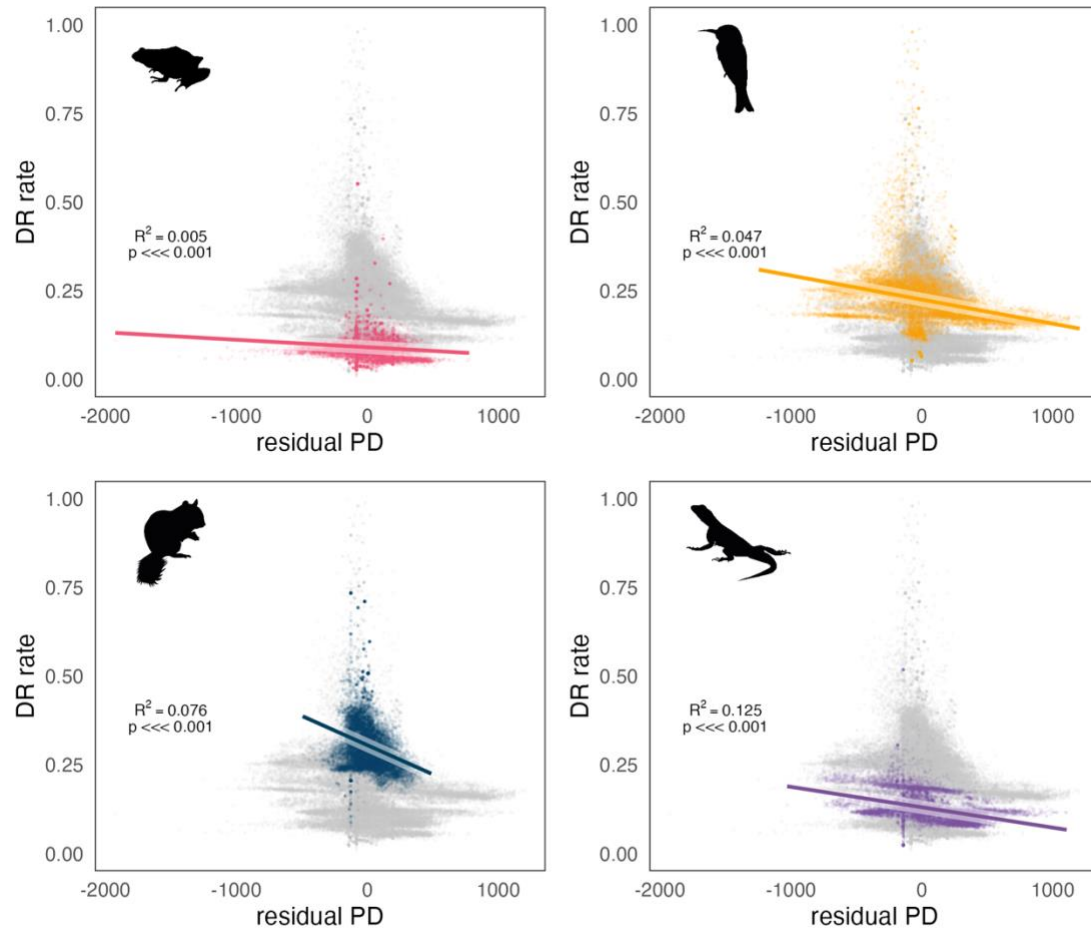 1.00
0.75
0.50
0.25
0.00
DR rate
R² = 0.005
p <<< 0.001
-2000 -1000 0 1000
residual PD
1.00
0.75
0.50
0.25
0.00
DR rate
R² = 0.047
p <<< 0.001
-2000 -1000 0 1000
residual PD
1.00
0.75
0.50
0.25
0.00
DR rate
R² = 0.076
p <<< 0.001
-2000 -1000 0 1000
residual PD
1.00
0.75
0.50
0.25
0.00
DR rate
R² = 0.125
p <<< 0.001
-2000 -1000 0 1000
residual PD